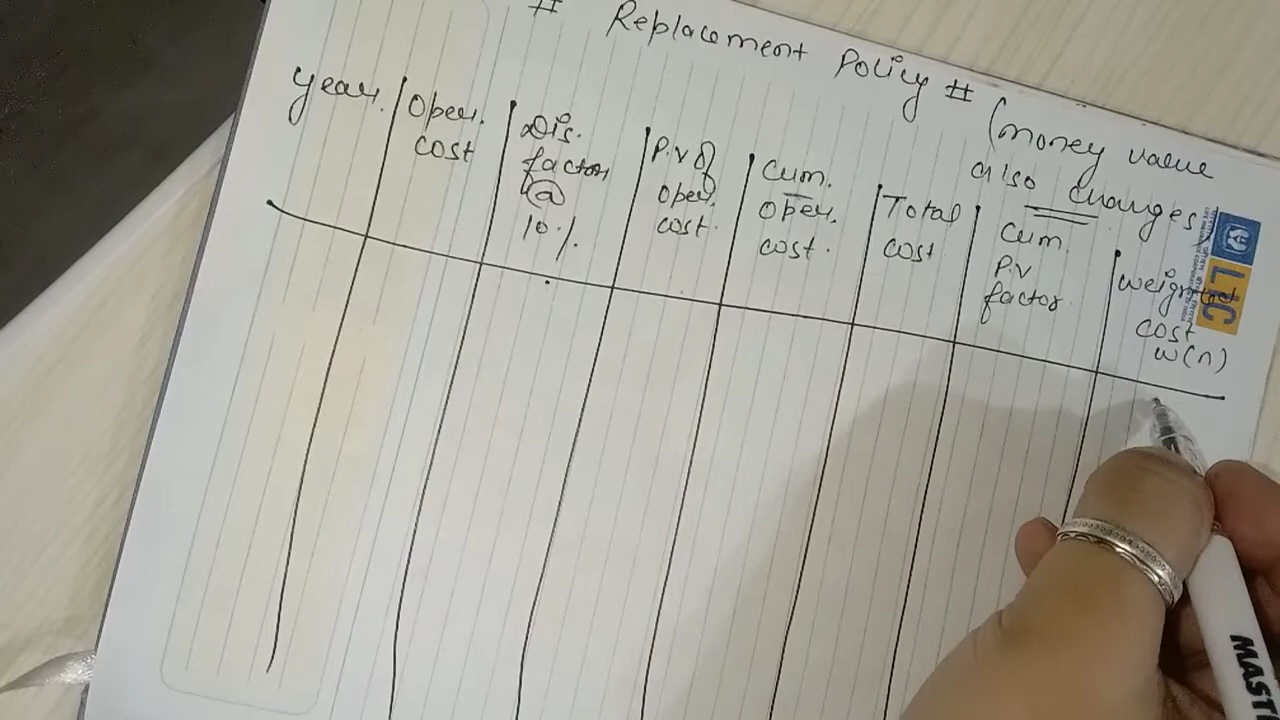 # Replacement Policy # (money value
also changes
year.
Oper.
cost
Dis.
factor
@
10%.
P.V of
oper.
cost.
Cum.
Oper.
cost.
Total
cost
Cum.
P.V
factor.
weighted
cost
w(n)
LIC
MAST